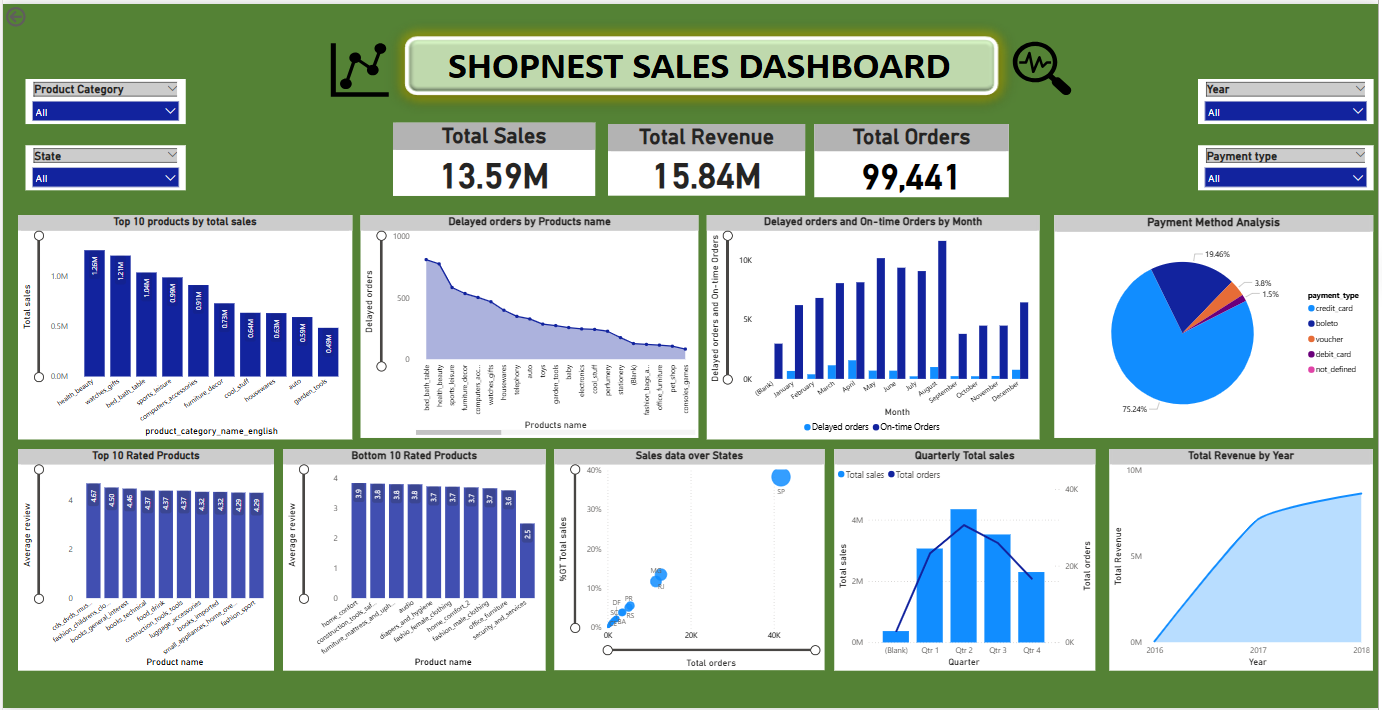 SHOPNEST SALES DASHBOARD
Product Category
All
State
All
Year
All
Payment type
All
Total Sales
13.59M
Total Revenue
15.84M
Total Orders
99,441
Top 10 products by total sales
Total sales
1.0M
0.5M
0.0M
1.26M
1.21M
1.04M
0.99M
0.91M
0.73M
0.64M
0.63M
0.59M
0.49M
health_beauty
watches_gifts
bed_bath_table
sports_leisure
computers_accessories
furniture_decor
cool_stuff
housewares
auto
garden_tools
product_category_name_english
Delayed orders by Products name
Delayed orders
1000
500
0
bed_bath_table
health_beauty
sports_leisure
furniture_decor
computers_acc...
watches_gifts
housewares
telephony
auto
toys
garden_tools
baby
electronics
cool_stuff
perfumery
stationery
(Blank)
fashion_bags_a...
office_furniture
pet_shop
consoles_games
Products name
Delayed orders and On-time Orders by Month
Delayed orders and On-time Orders
10K
5K
0K
(Blank)
January
February
March
April
May
June
July
August
September
October
November
December
Month
Delayed orders
On-time Orders
Payment Method Analysis
19.46%
3.8%
1.5%
75.24%
payment_type
credit_card
boleto
voucher
debit_card
not_defined
Top 10 Rated Products
Average review
4
2
0
4.67
4.50
4.46
4.37
4.37
4.37
4.32
4.32
4.29
4.29
cds_dvds_mus...
fashion_childrens_clo...
books_general_interest
books_technical
food_drink
costruction_tools_tools
luggage_accessories
books_imported
small_appliances_home_ove...
fashion_sport
Product name
Bottom 10 Rated Products
Average review
4
3
2
1
0
3.9
3.8
3.8
3.8
3.7
3.7
3.7
3.7
3.6
2.5
home_confort
construction_tools_saf...
furniture_mattress_and_uph...
audio
diapers_and_hygiene
fashio_female_clothing
home_comfort_2
fashion_male_clothing
office_furniture
security_and_services
Product name
Sales data over States
%GT Total sales
40%
30%
20%
10%
0%
SP
RJ
PR
DF
RS
BA
0K
20K
40K
Total orders
Quarterly Total sales
Total sales
Total orders
Total sales
4M
2M
0M
40K
20K
0K
Total orders
(Blank)
Qtr 1
Qtr 2
Qtr 3
Qtr 4
Quarter
Total Revenue by Year
Total Revenue
10M
5M
0M
2016
2017
2018
Year